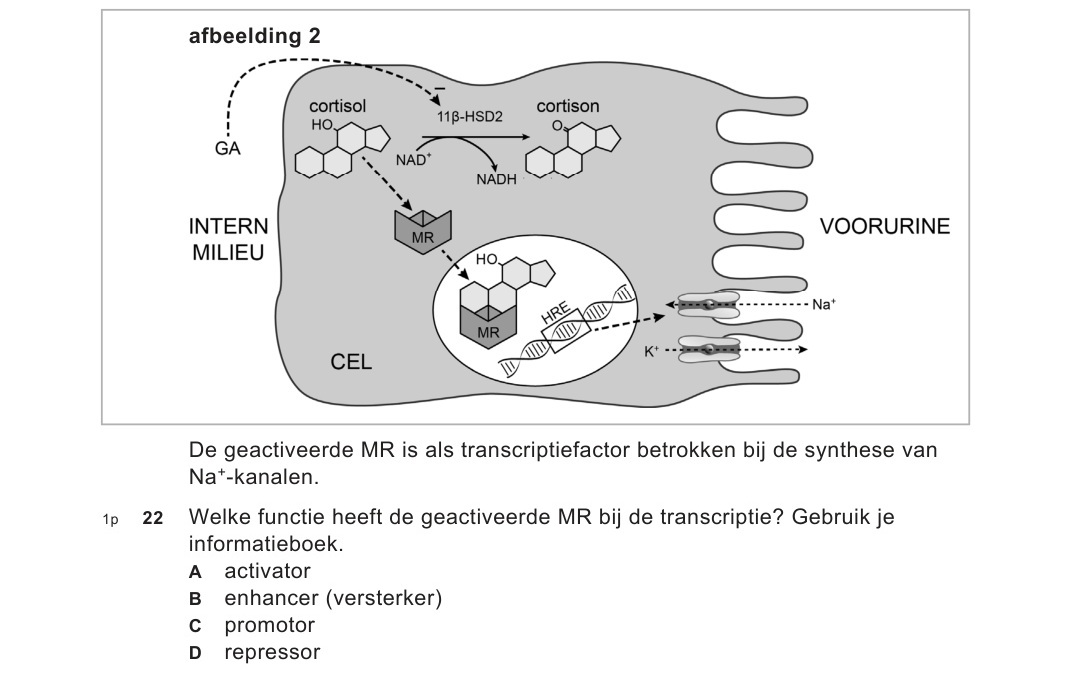 afbeelding 2
GA
cortisol
HO
NAD⁺
NADH
11β-HSD2
–
cortison
O
INTERN
MILIEU
VOORURINE
MR
HO
MR
HRE
Na⁺
K⁺
CEL
De geactiveerde MR is als transcriptiefactor betrokken bij de synthese van
Na⁺-kanalen.
1p 22 Welke functie heeft de geactiveerde MR bij de transcriptie? Gebruik je
informatieboek.
A activator
B enhancer (versterker)
C promotor
D repressor